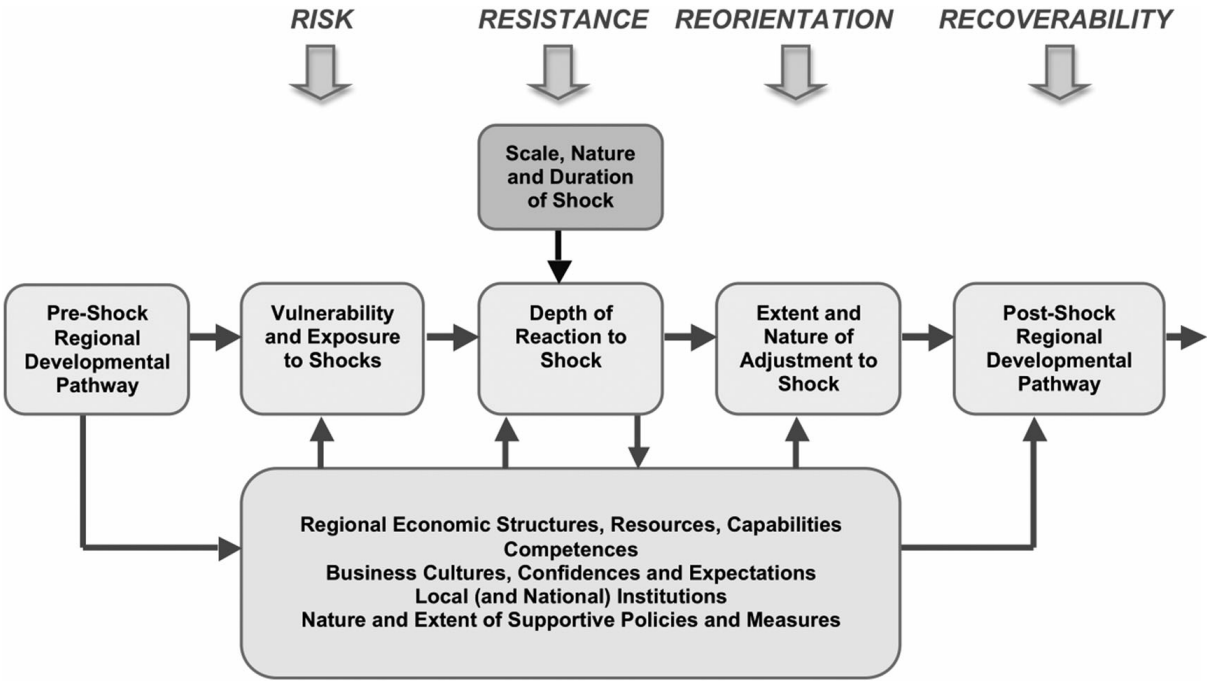 RISK
RESISTANCE
REORIENTATION
RECOVERABILITY
Scale, Nature
and Duration
of Shock
Pre-Shock
Regional
Developmental
Pathway
Vulnerability
and Exposure
to Shocks
Depth of
Reaction to
Shock
Extent and
Nature of
Adjustment to
Shock
Post-Shock
Regional
Developmental
Pathway
Regional Economic Structures, Resources, Capabilities
Competences
Business Cultures, Confidences and Expectations
Local (and National) Institutions
Nature and Extent of Supportive Policies and Measures